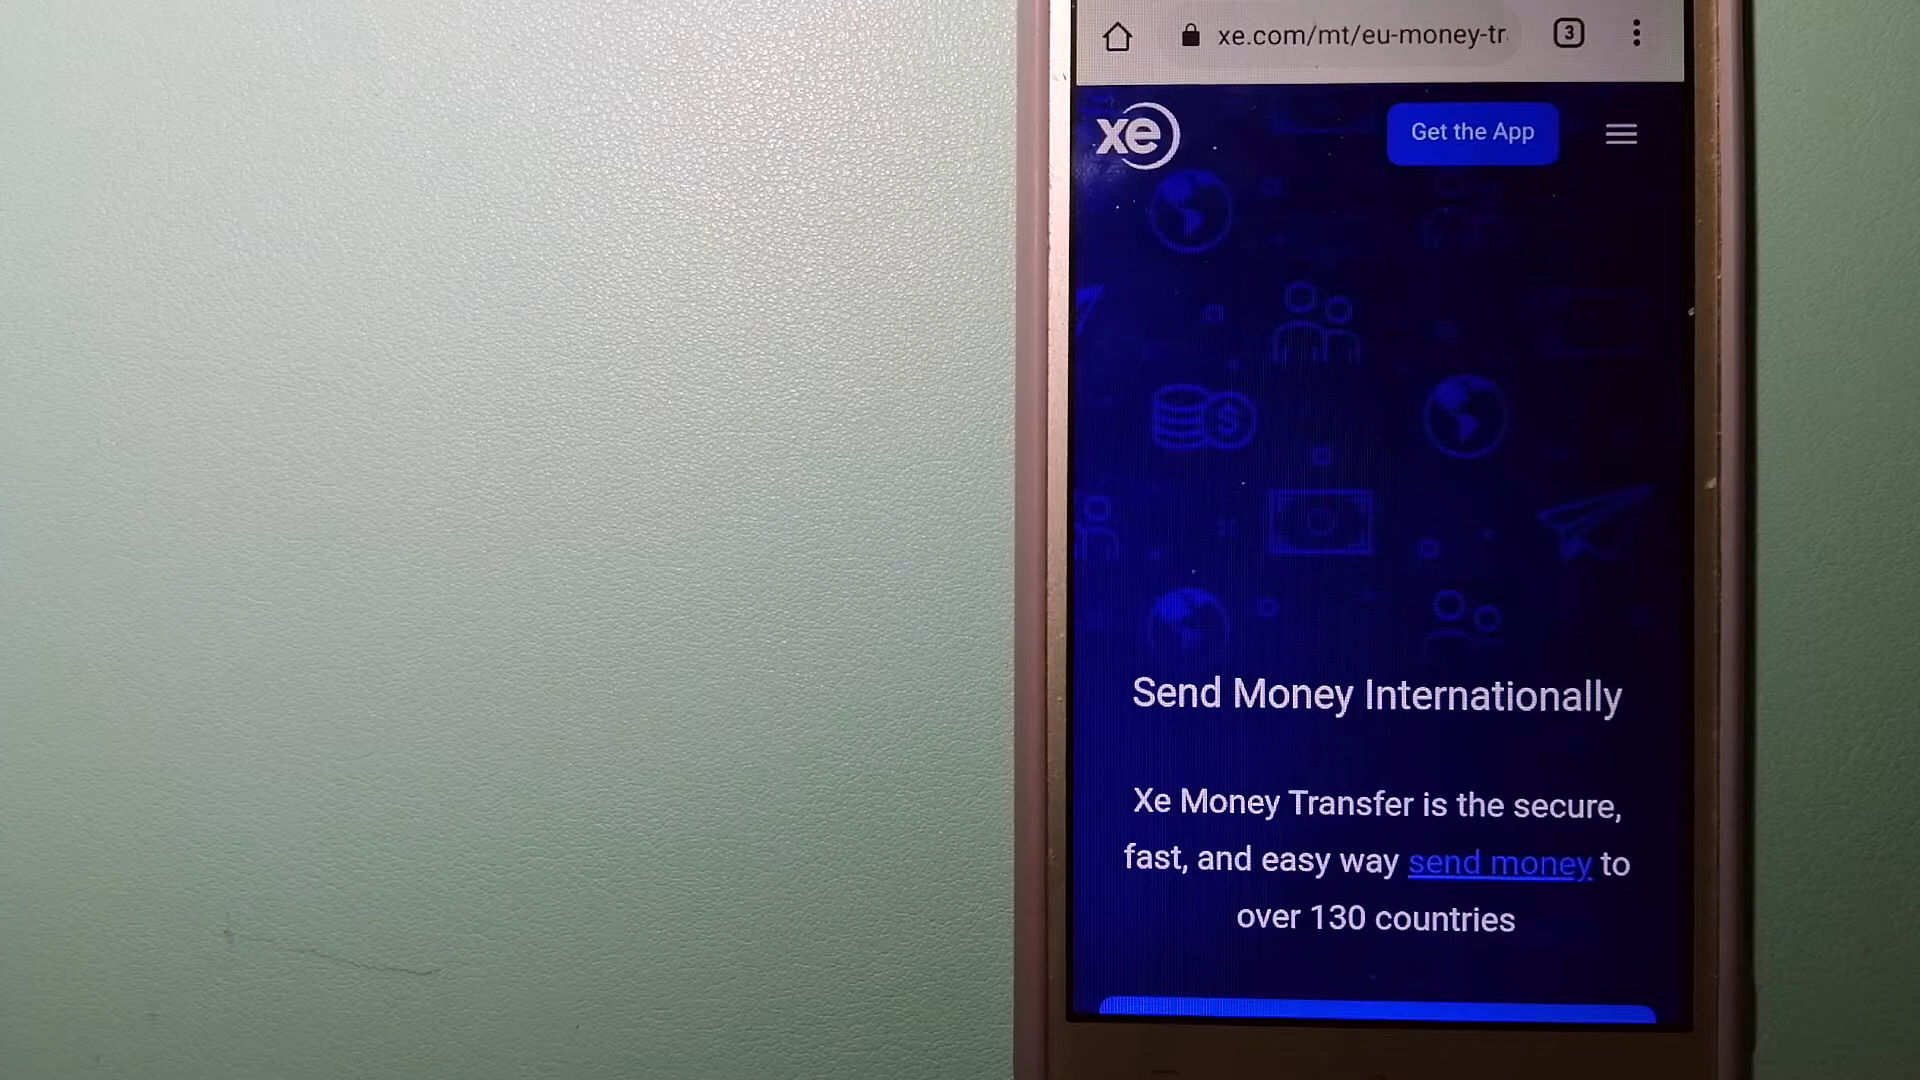 xe.com/mt/eu-money-tr
3
xe
Get the App
Send Money Internationally
Xe Money Transfer is the secure,
fast, and easy way send money to
over 130 countries